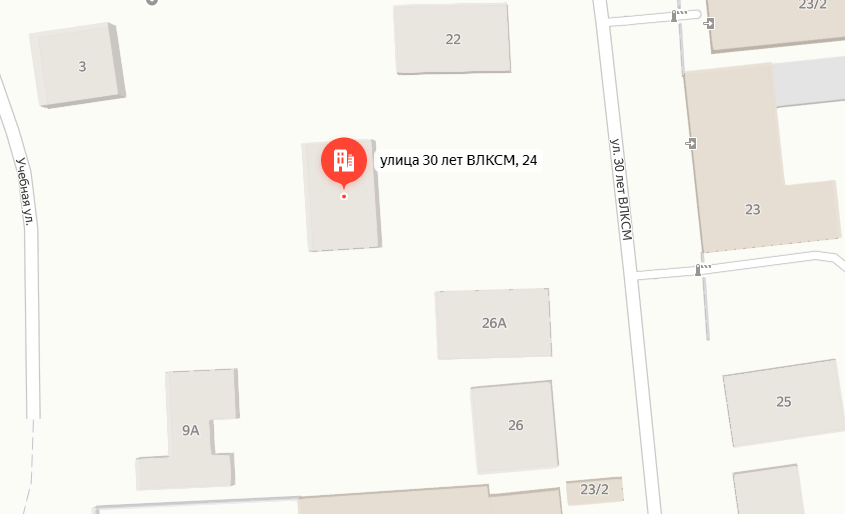 23/2
22
3
улица 30 лет ВЛКСМ, 24
Учебная ул.
ул. 30 лет ВЛКСМ
23
26А
25
26
9А
23/2